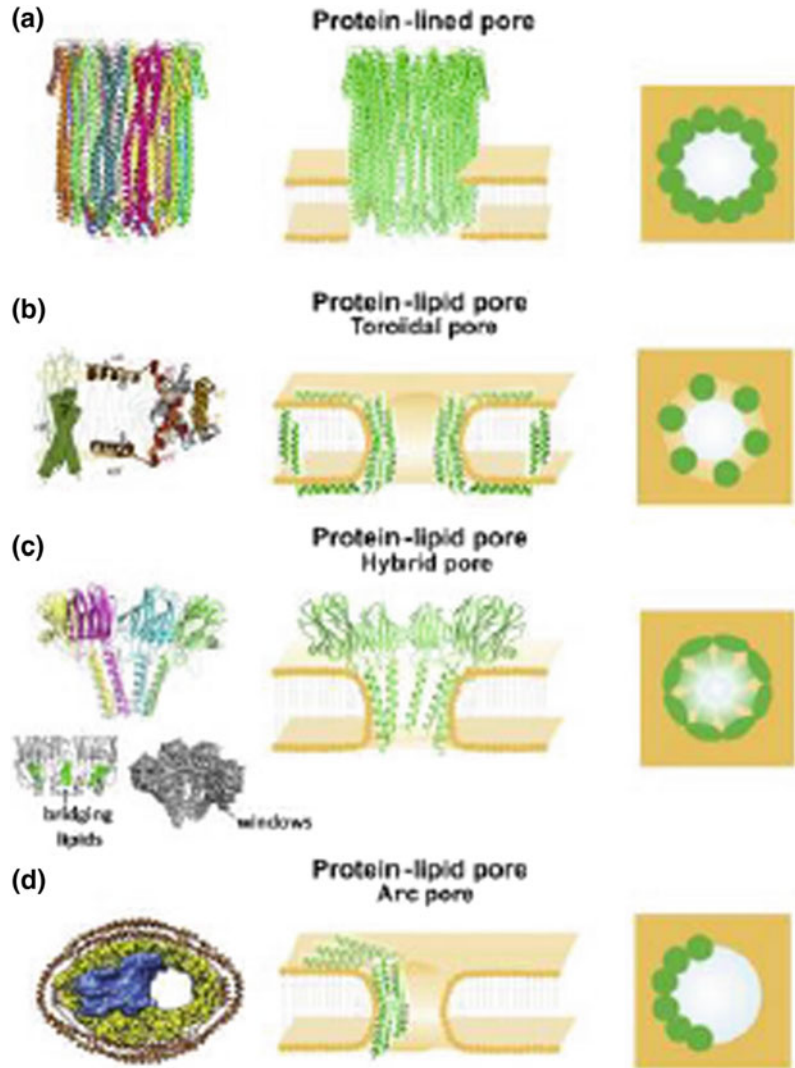 (a)
Protein-lined pore
(b)
Protein-lipid pore
Toroidal pore
(c)
Protein-lipid pore
Hybrid pore
bridging
lipids
windows
(d)
Protein-lipid pore
Arc pore